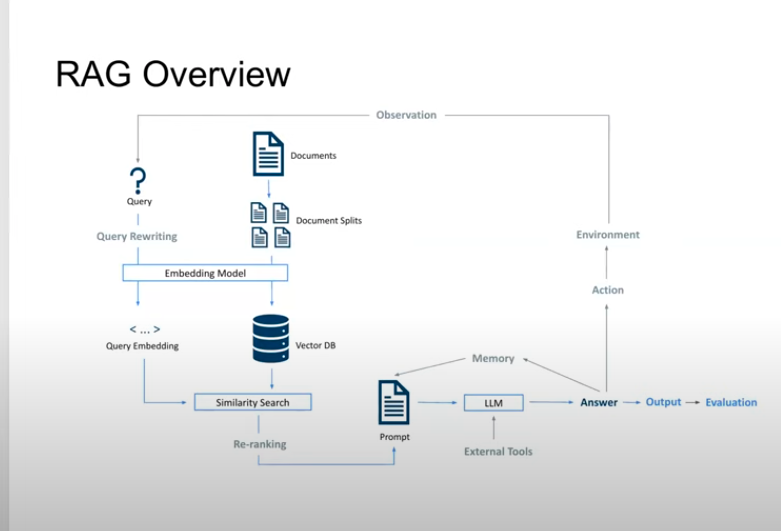 RAG Overview
Observation
Documents
?
Query
Document Splits
Query Rewriting
Environment
Embedding Model
Action
< ... >
Query Embedding
Vector DB
Memory
Similarity Search
LLM
Answer
Output
Evaluation
Prompt
Re-ranking
External Tools